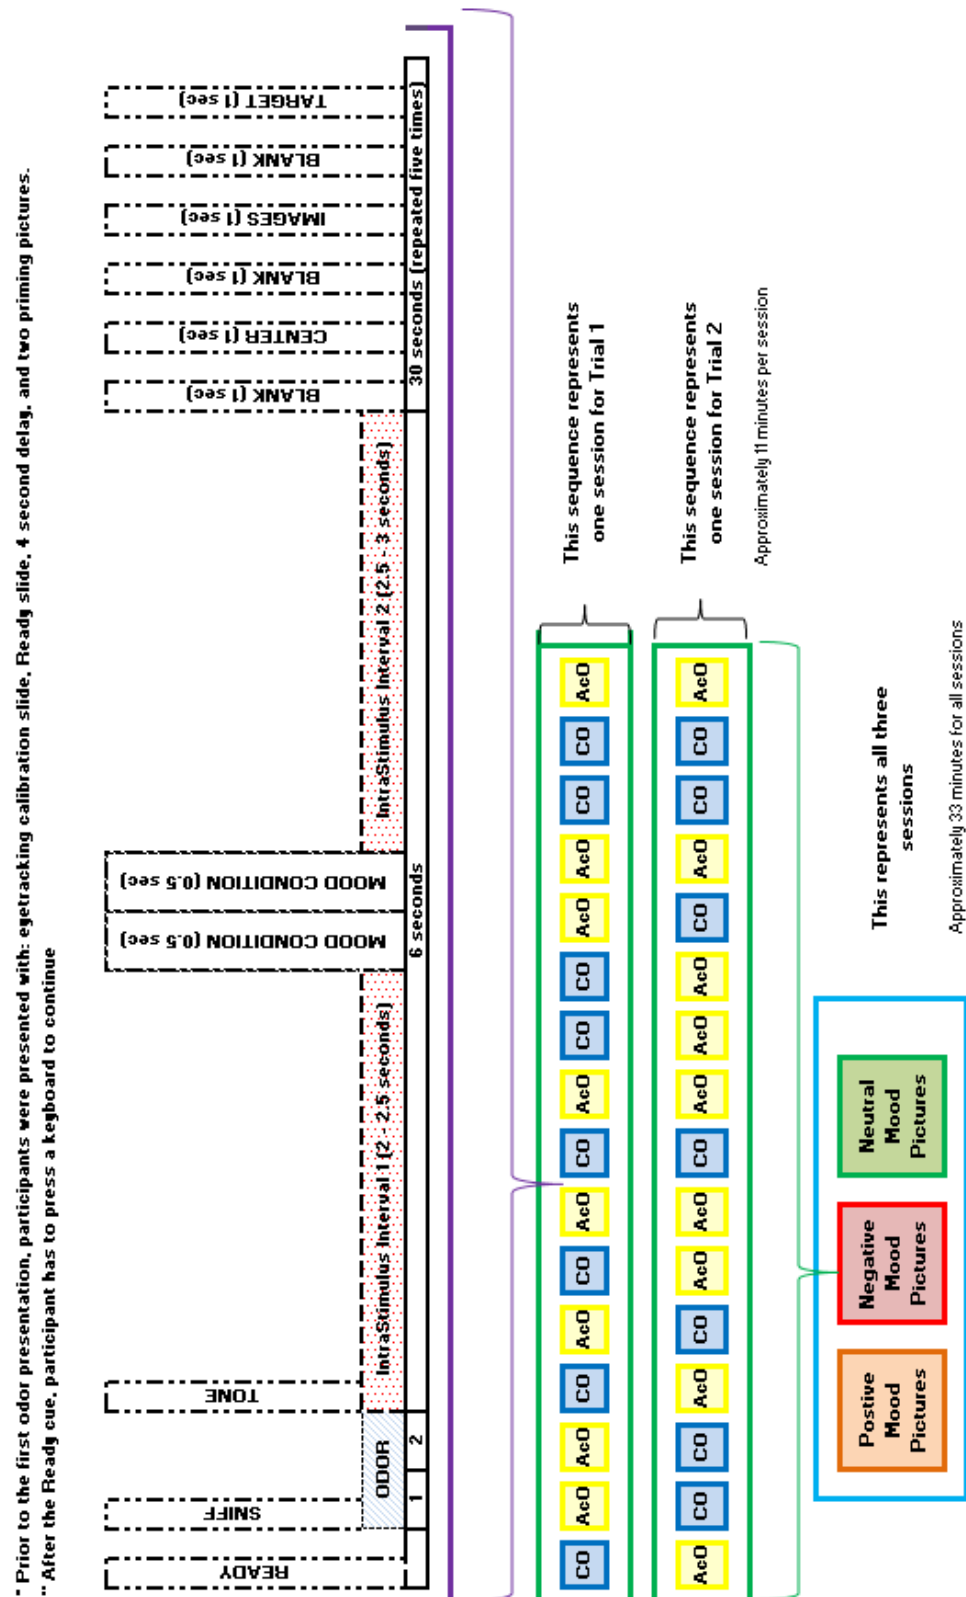 * Prior to the first odor presentation, participants were presented with: eyetracking calibration slide, Ready slide, 4 second delay, and two priming pictures.
** After the Ready cue, participant has to press a keyboard to continue
READY
SNIFF
TONE
MOOD CONDITION (0.5 sec)
MOOD CONDITION (0.5 sec)
BLANK (1 sec)
CENTER (1 sec)
BLANK (1 sec)
IMAGES (1 sec)
BLANK (1 sec)
TARGET (1 sec)
ODOR
IntraStimulus Interval 1 (2 - 2.5 seconds)
IntraStimulus Interval 2 (2.5 - 3 seconds)
1
2
6 seconds
30 seconds (repeated five times)
CO
AcO
AcO
CO
AcO
CO
AcO
CO
AcO
CO
CO
AcO
AcO
CO
CO
AcO
This sequence represents
one session for Trial 1
AcO
CO
CO
AcO
CO
AcO
AcO
CO
AcO
AcO
AcO
CO
AcO
CO
CO
AcO
This sequence represents
one session for Trial 2
Approximately 11 minutes per session
Postive
Mood
Pictures
Negative
Mood
Pictures
Neutral
Mood
Pictures
This represents all three
sessions
Approximately 33 minutes for all sessions